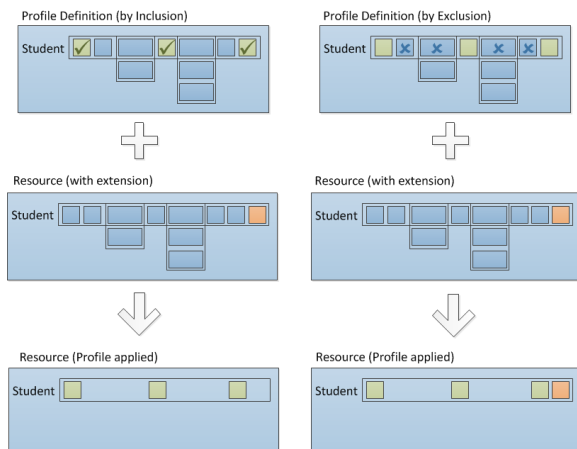 Profile Definition (by Inclusion)
Student
Resource (with extension)
Student
Resource (Profile applied)
Student
Profile Definition (by Exclusion)
Student
Resource (with extension)
Student
Resource (Profile applied)
Student